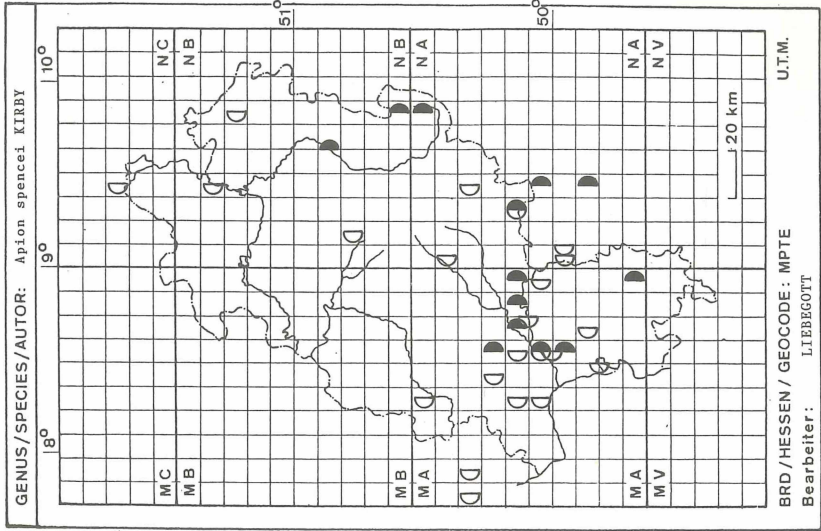 GENUS/SPECIES/AUTOR: Apion spencei KIRBY
8° 9° 10°
MC NC
MB NB
51°
MB NB
MA NA
50°
MA NA
MV NV
20 km
BRD/HESSEN/GEOCODE: MPTE U.T.M.
Bearbeiter: LIEBEGOTT